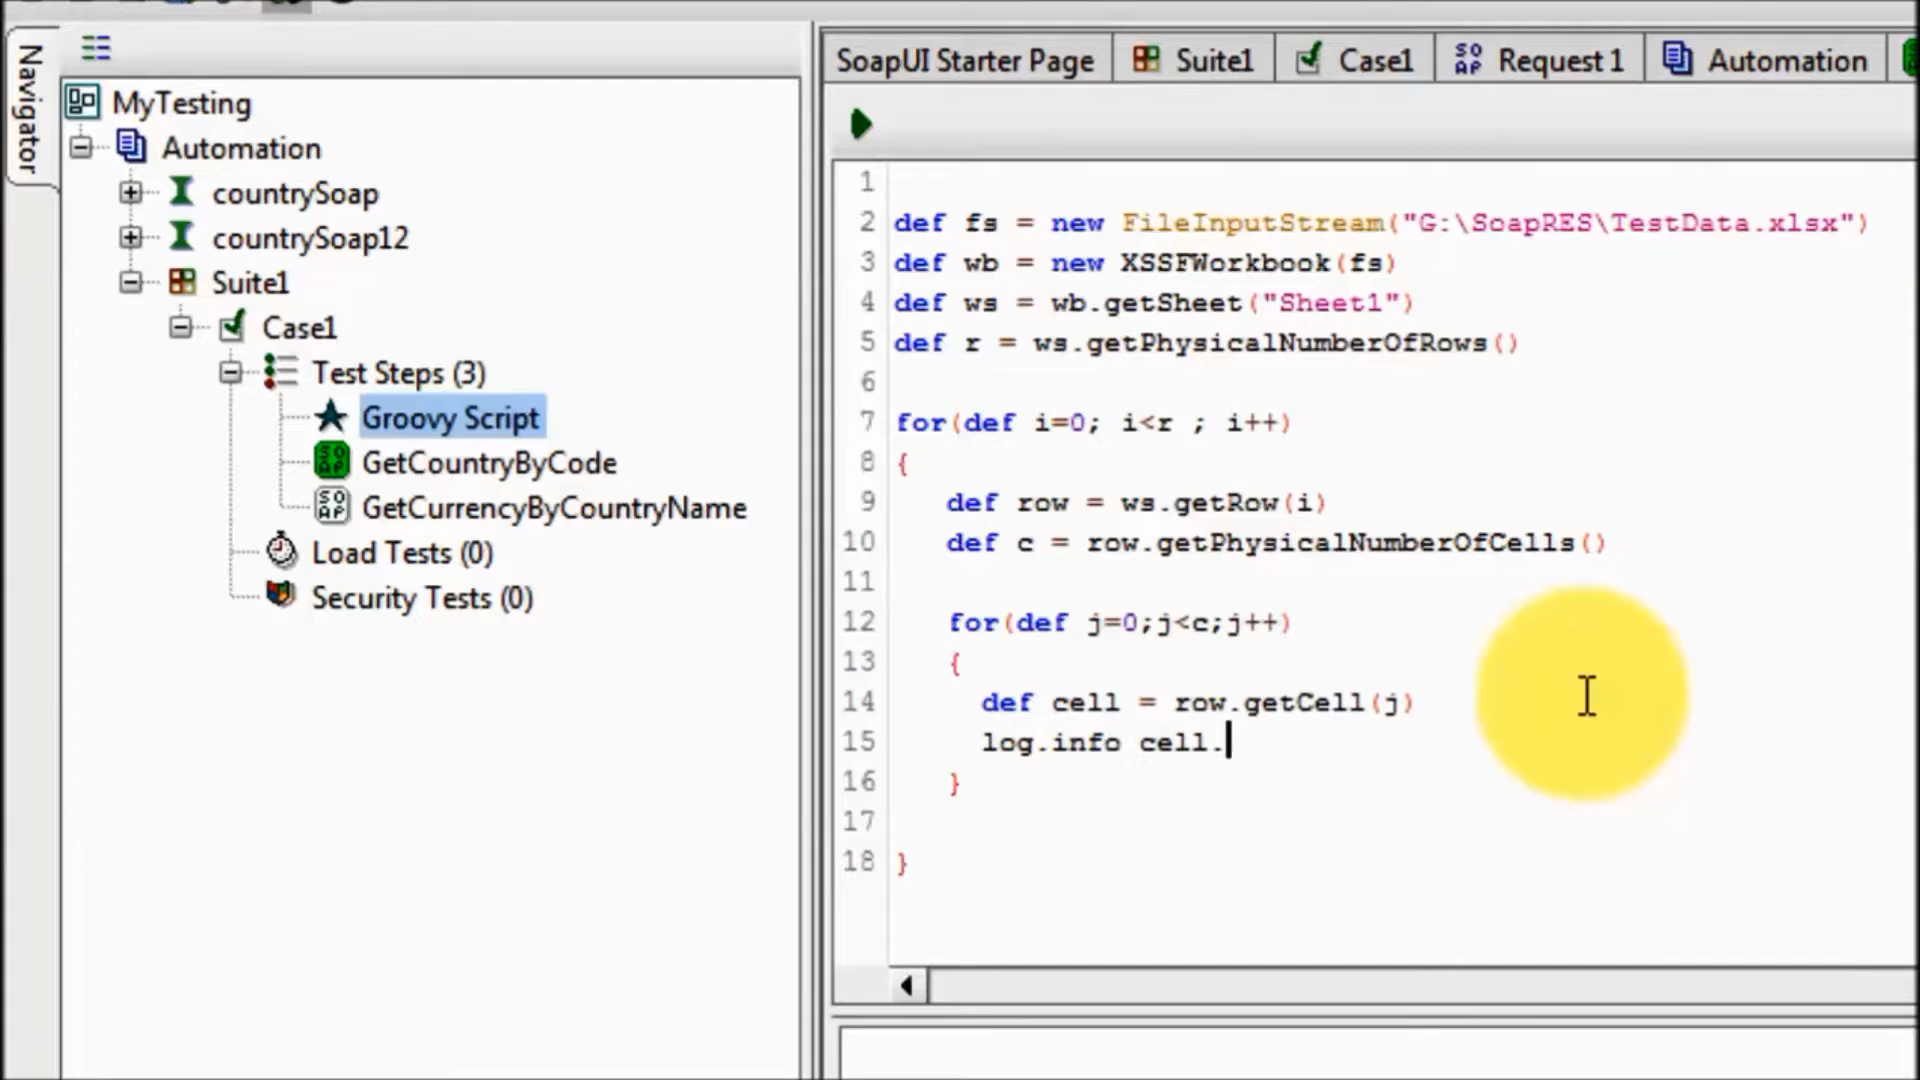 Navigator
MyTesting
Automation
countrySoap
countrySoap12
Suite1
Case1
Test Steps (3)
Groovy Script
GetCountryByCode
GetCurrencyByCountryName
Load Tests (0)
Security Tests (0)
SoapUI Starter Page
Suite1
Case1
Request 1
Automation
1
2 def fs = new FileInputStream("G:\SoapRES\TestData.xlsx")
3 def wb = new XSSFWorkbook(fs)
4 def ws = wb.getSheet("Sheet1")
5 def r = ws.getPhysicalNumberOfRows()
6
7 for(def i=0; i<r ; i++)
8 {
9 def row = ws.getRow(i)
10 def c = row.getPhysicalNumberOfCells()
11
12 for(def j=0;j<c;j++)
13 {
14 def cell = row.getCell(j)
15 log.info cell.
16 }
17
18 }